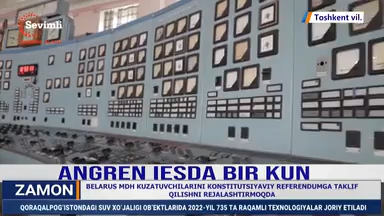 Sevimli
Toshkent vil.
ANGREN IESDA BIR KUN
ZAMON
BELARUS MDH KUZATUVCHILARINI KONSTITUTSIYAVIY REFERENDUMGA TAKLIF
QILISHNI REJALASHTIRMOQDA
QORAQALPOG'ISTONDAGI SUV XO'JALIGI OB'EKTLARIDA 2022-YIL 735 TA RAQAMLI TEXNOLOGIYALAR JORIY ETILADI